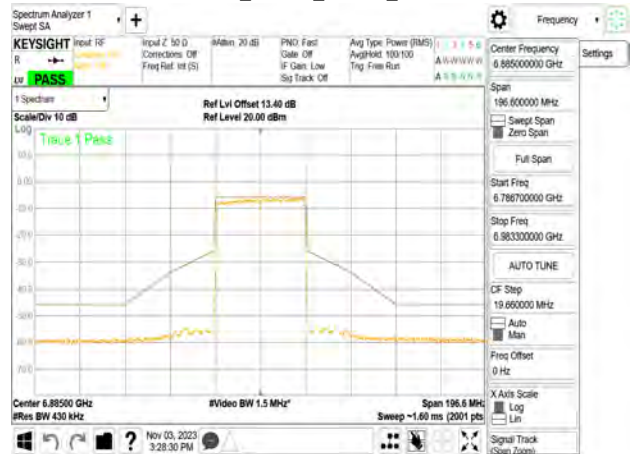 Spectrum Analyzer 1
Swept SA
+
Frequency
KEYSIGHT
Input: RF
Input Z: 50 Ω
#Atten: 20 dB
PNO: Fast
Avg Type: Power (RMS)
R
Corrections: Off
Gate: Off
Avg|Hold: 100/100
Freq Ref: Int (S)
IF Gain: Low
Trig: Free Run
Sig Track: Off
PASS
Center Frequency
6.885000000 GHz
Settings
Span
196.600000 MHz
Swept Span
Zero Span
Full Span
Start Freq
6.786700000 GHz
Stop Freq
6.983300000 GHz
AUTO TUNE
CF Step
19.660000 MHz
Auto
Man
Freq Offset
0 Hz
X Axis Scale
Log
Lin
Signal Track
(Span Zoom)
1 Spectrum
Scale/Div 10 dB
Ref Lvl Offset 13.40 dB
Ref Level 20.00 dBm
Log
Trace 1 Pass
10.0
0.00
Center 6.88500 GHz
#Video BW 1.5 MHz*
Span 196.6 MHz
#Res BW 430 kHz
Sweep ~1.60 ms (2001 pts
?
Nov 03, 2023
3:28:30 PM